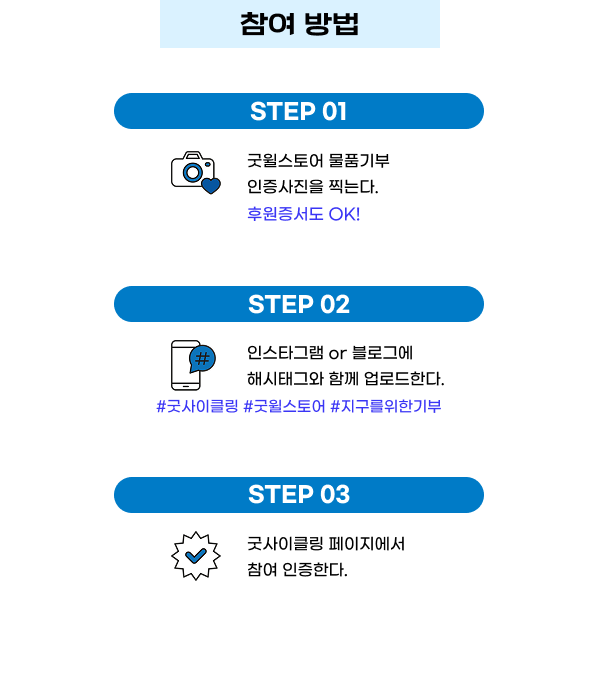 참여 방법
STEP 01
굿윌스토어 물품기부
인증사진을 찍는다.
후원증서도 OK!
STEP 02
#
인스타그램 or 블로그에
해시태그와 함께 업로드한다.
#굿사이클링 #굿윌스토어 #지구를위한기부
STEP 03
굿사이클링 페이지에서
참여 인증한다.